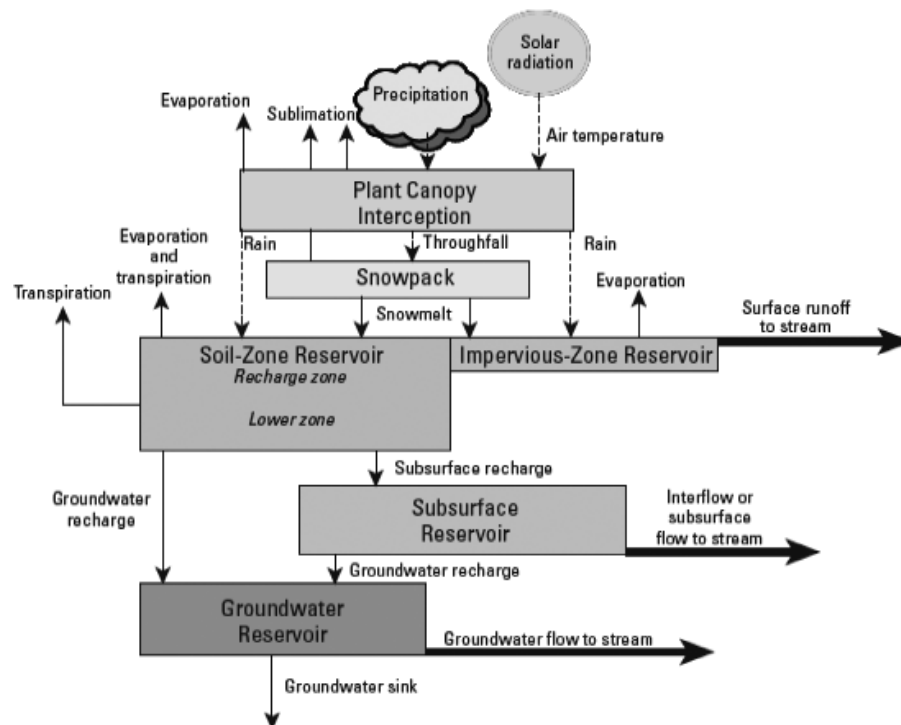 Solar
radiation
Precipitation
Evaporation
Sublimation
Air temperature
Plant Canopy
Interception
Rain
Throughfall
Rain
Evaporation
and
transpiration
Snowpack
Transpiration
Evaporation
Snowmelt
Surface runoff
to stream
Soil-Zone Reservoir
Impervious-Zone Reservoir
Recharge zone
Lower zone
Subsurface recharge
Groundwater
recharge
Subsurface
Reservoir
Interflow or
subsurface
flow to stream
Groundwater recharge
Groundwater
Reservoir
Groundwater flow to stream
Groundwater sink